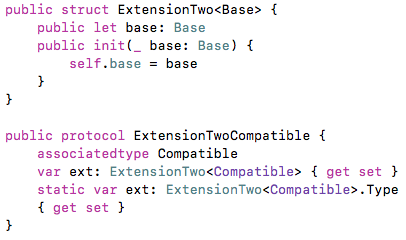 public struct ExtensionTwo<Base> {
    public let base: Base
    public init(_ base: Base) {
        self.base = base
    }
}

public protocol ExtensionTwoCompatible {
    associatedtype Compatible
    var ext: ExtensionTwo<Compatible> { get set }
    static var ext: ExtensionTwo<Compatible>.Type
    { get set }
}